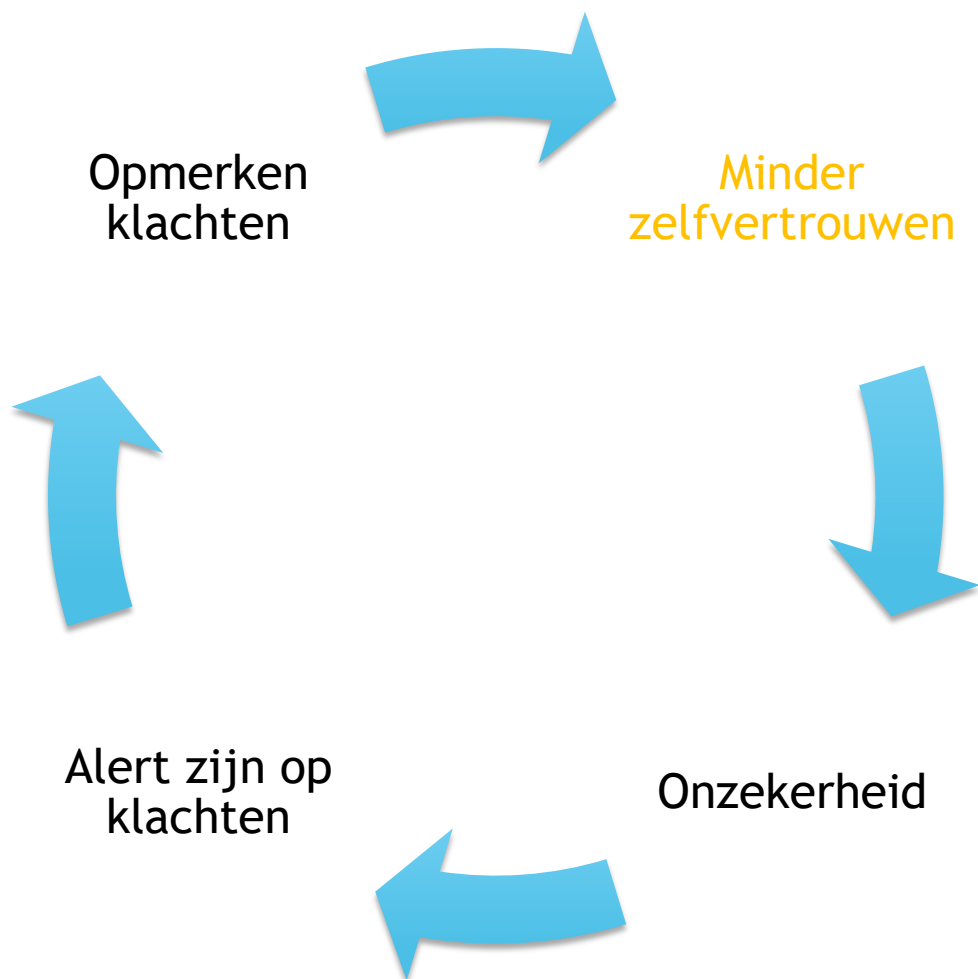 Opmerken
klachten
Minder
zelfvertrouwen
Onzekerheid
Alert zijn op
klachten